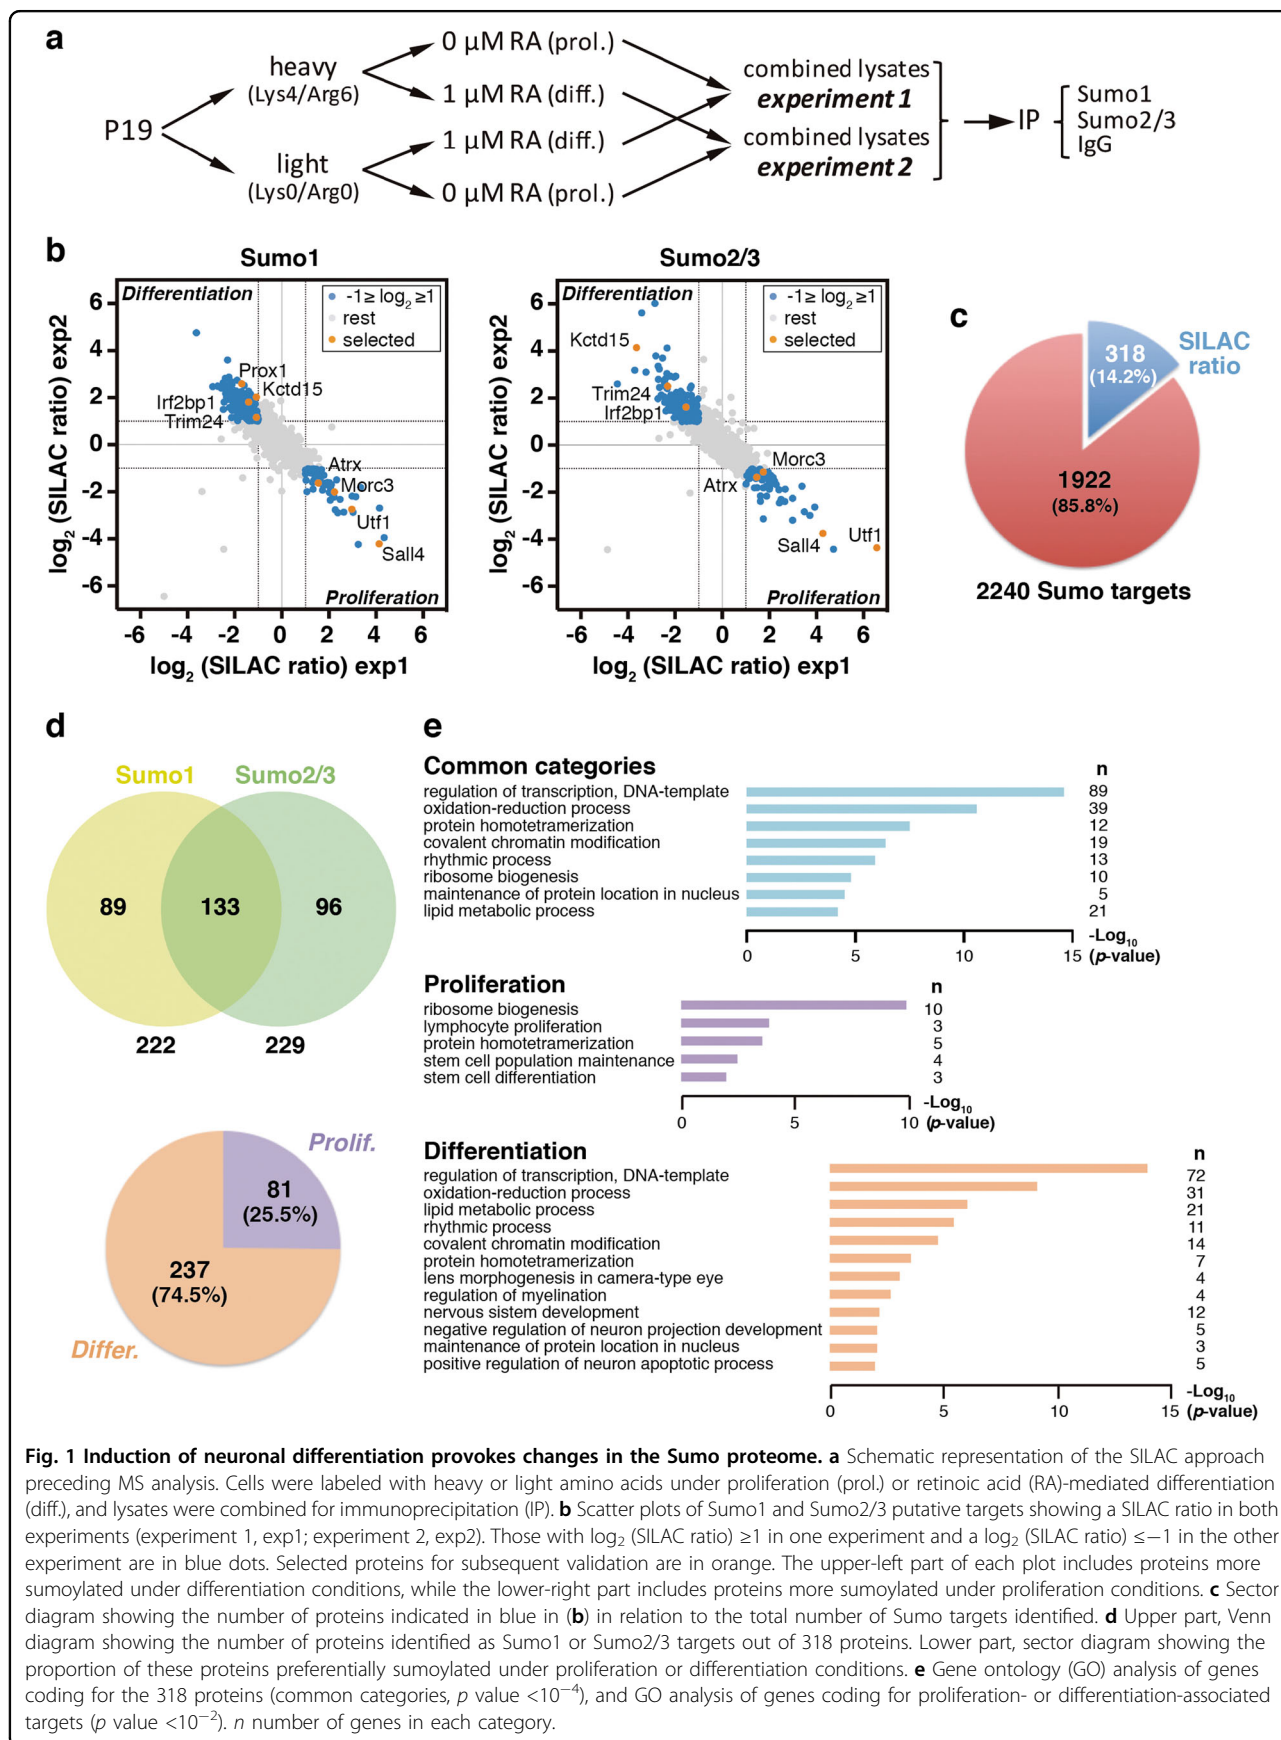 a
P19
heavy
(Lys4/Arg6)
light
(Lys0/Arg0)
0 µM RA (prol.)
1 µM RA (diff.)
1 µM RA (diff.)
0 µM RA (prol.)
combined lysates
experiment 1
combined lysates
experiment 2
IP
Sumo1
Sumo2/3
IgG
b
Sumo1
Differentiation
-1≥ log2 ≥1
rest
selected
Prox1
Kctd15
Irf2bp1
Trim24
Atrx
Morc3
Utf1
Sall4
Proliferation
6
4
2
0
-2
-4
-6
log2 (SILAC ratio) exp2
-6 -4 -2 0 2 4 6
log2 (SILAC ratio) exp1
Sumo2/3
Differentiation
-1≥ log2 ≥1
rest
selected
Kctd15
Trim24
Irf2bp1
Morc3
Atrx
Sall4
Utf1
Proliferation
6
4
2
0
-2
-4
-6
log2 (SILAC ratio) exp2
-6 -4 -2 0 2 4 6
log2 (SILAC ratio) exp1
c
318
(14.2%)
SILAC
ratio
1922
(85.8%)
2240 Sumo targets
d
Sumo1 Sumo2/3
89 133 96
222 229
Prolif.
81
(25.5%)
237
(74.5%)
Differ.
e
Common categories n
regulation of transcription, DNA-template 89
oxidation-reduction process 39
protein homotetramerization 12
covalent chromatin modification 19
rhythmic process 13
ribosome biogenesis 10
maintenance of protein location in nucleus 5
lipid metabolic process 21
0 5 10 15
-Log10
(p-value)
Proliferation n
ribosome biogenesis 10
lymphocyte proliferation 3
protein homotetramerization 5
stem cell population maintenance 4
stem cell differentiation 3
0 5 10
-Log10
(p-value)
Differentiation n
regulation of transcription, DNA-template 72
oxidation-reduction process 31
lipid metabolic process 21
rhythmic process 11
covalent chromatin modification 14
protein homotetramerization 7
lens morphogenesis in camera-type eye 4
regulation of myelination 4
nervous sistem development 12
negative regulation of neuron projection development 5
maintenance of protein location in nucleus 3
positive regulation of neuron apoptotic process 5
0 5 10 15
-Log10
(p-value)
Fig. 1 Induction of neuronal differentiation provokes changes in the Sumo proteome. a Schematic representation of the SILAC approach
preceding MS analysis. Cells were labeled with heavy or light amino acids under proliferation (prol.) or retinoic acid (RA)-mediated differentiation
(diff.), and lysates were combined for immunoprecipitation (IP). b Scatter plots of Sumo1 and Sumo2/3 putative targets showing a SILAC ratio in both
experiments (experiment 1, exp1; experiment 2, exp2). Those with log2 (SILAC ratio) ≥1 in one experiment and a log2 (SILAC ratio) ≤−1 in the other
experiment are in blue dots. Selected proteins for subsequent validation are in orange. The upper-left part of each plot includes proteins more
sumoylated under differentiation conditions, while the lower-right part includes proteins more sumoylated under proliferation conditions. c Sector
diagram showing the number of proteins indicated in blue in (b) in relation to the total number of Sumo targets identified. d Upper part, Venn
diagram showing the number of proteins identified as Sumo1 or Sumo2/3 targets out of 318 proteins. Lower part, sector diagram showing the
proportion of these proteins preferentially sumoylated under proliferation or differentiation conditions. e Gene ontology (GO) analysis of genes
coding for the 318 proteins (common categories, p value <10−4), and GO analysis of genes coding for proliferation- or differentiation-associated
targets (p value <10−2). n number of genes in each category.